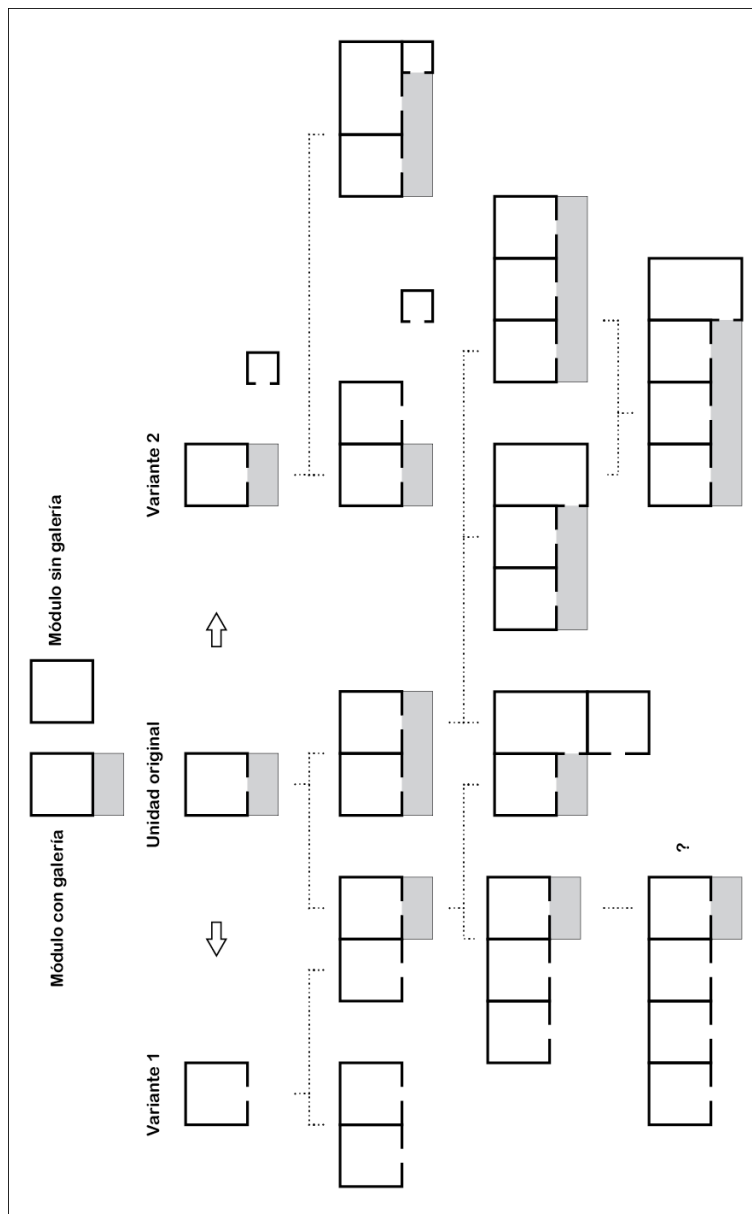 Módulo con galería
Módulo sin galería
Variante 1
Unidad original
Variante 2
?